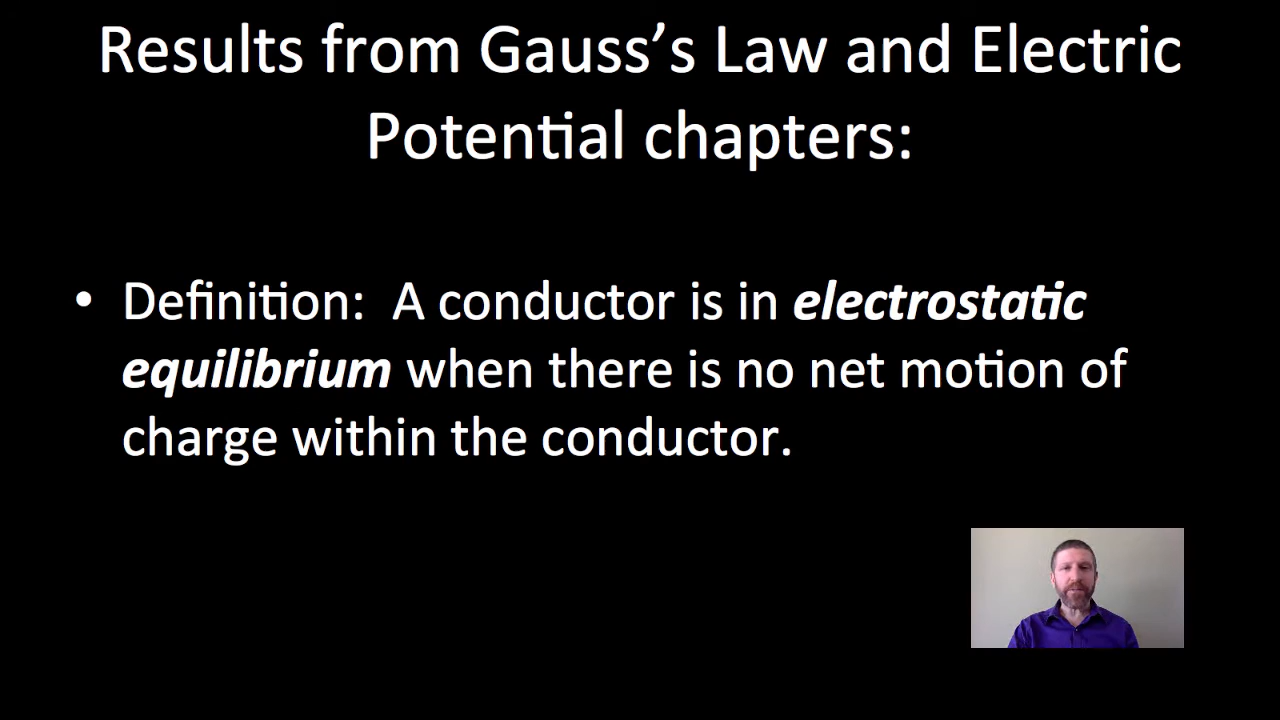 Results from Gauss’s Law and Electric
Potential chapters:
• Definition:  A conductor is in electrostatic
equilibrium when there is no net motion of
charge within the conductor.